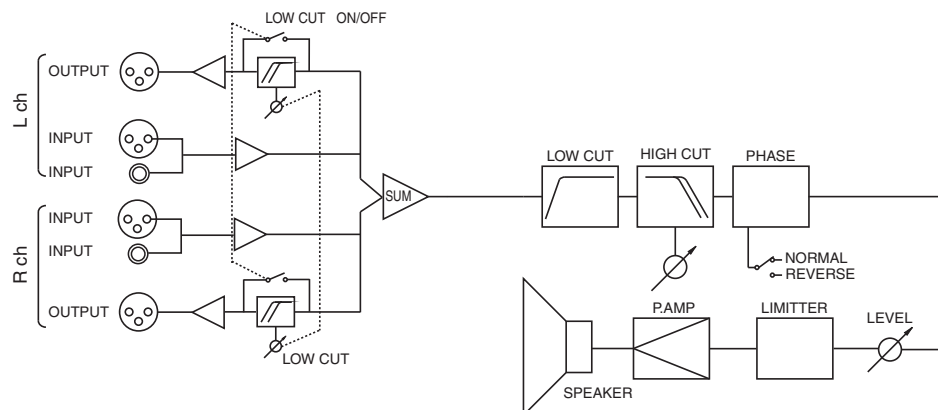 LOW CUT ON/OFF
L ch
OUTPUT
INPUT
INPUT
R ch
INPUT
INPUT
OUTPUT
LOW CUT
SUM
LOW CUT
HIGH CUT
PHASE
NORMAL
REVERSE
SPEAKER
P.AMP
LIMITTER
LEVEL